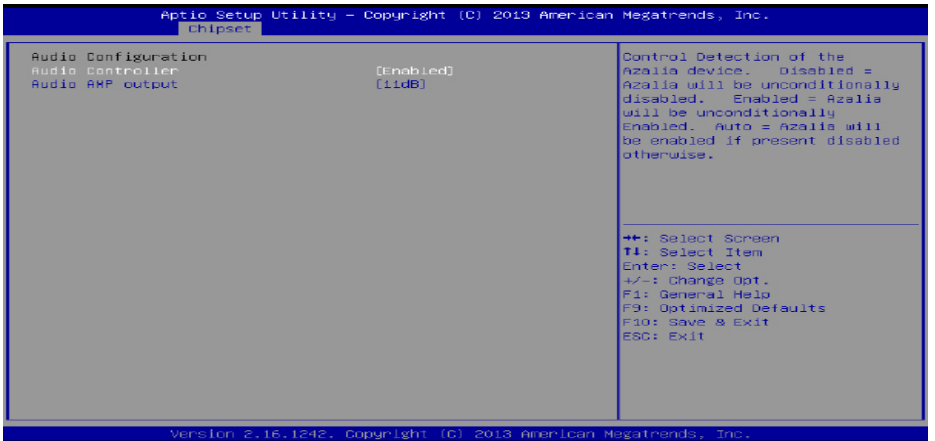 Aptio Setup Utility – Copyright (C) 2013 American Megatrends, Inc.
Chipset
Audio Configuration
Audio Controller [Enabled]
Audio AMP output [11dB]
Control Detection of the
Azalia device. Disabled =
Azalia will be unconditionally
disabled. Enabled = Azalia
will be unconditionally
Enabled. Auto = Azalia will
be enabled if present disabled
otherwise.
→←: Select Screen
↑↓: Select Item
Enter: Select
+/-: Change Opt.
F1: General Help
F9: Optimized Defaults
F10: Save & Exit
ESC: Exit
Version 2.16.1242. Copyright (C) 2013 American Megatrends, Inc.